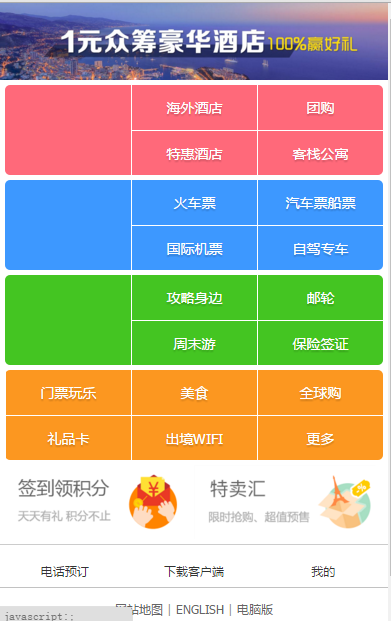 1元众筹豪华酒店100%赢好礼
海外酒店 团购
特惠酒店 客栈公寓
火车票 汽车票船票
国际机票 自驾专车
攻略身边 邮轮
周末游 保险签证
门票玩乐 美食 全球购
礼品卡 出境WIFI 更多
签到领积分 特卖汇
天天有礼 积分不止 限时抢购、超值预售
电话预订 下载客户端 我的
网站地图 | ENGLISH | 电脑版
javascript:;